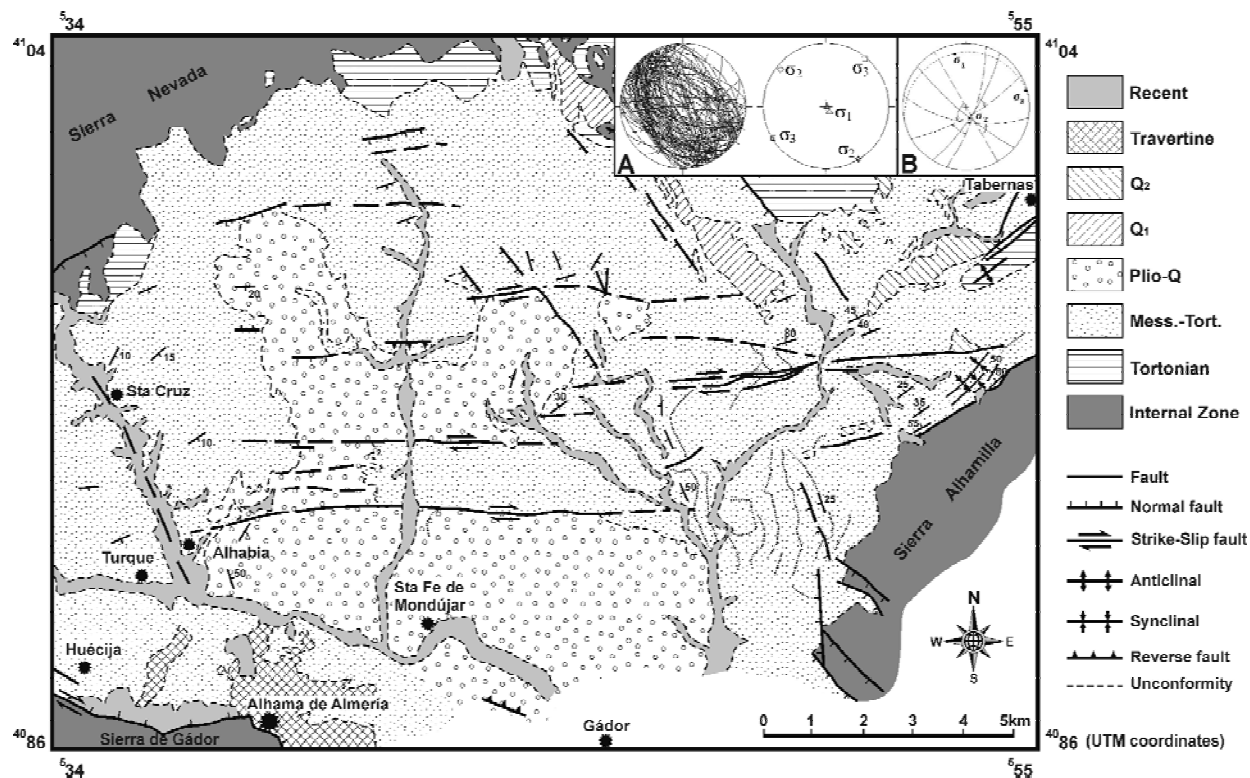 ⁵34
⁵55
⁴¹04
⁴¹04
Sierra Nevada
A
σ2
σ3
σ1
σ3
σ2
B
Tabernas
20
10
15
Sta Cruz
10
30
80
45
40
50
60
25
35
55
50
25
Turque
Alhabia
50
Sta Fe de
Mondújar
Huécija
Alhama de Almería
Sierra de Gádor
Gádor
Sierra Alhamilla
N
W E
S
0 1 2 3 4 5km
⁴⁰86
⁴⁰86
(UTM coordinates)
⁵34
⁵55
Recent
Travertine
Q2
Q1
Plio-Q
Mess.-Tort.
Tortonian
Internal Zone
Fault
Normal fault
Strike-Slip fault
Anticlinal
Synclinal
Reverse fault
Unconformity